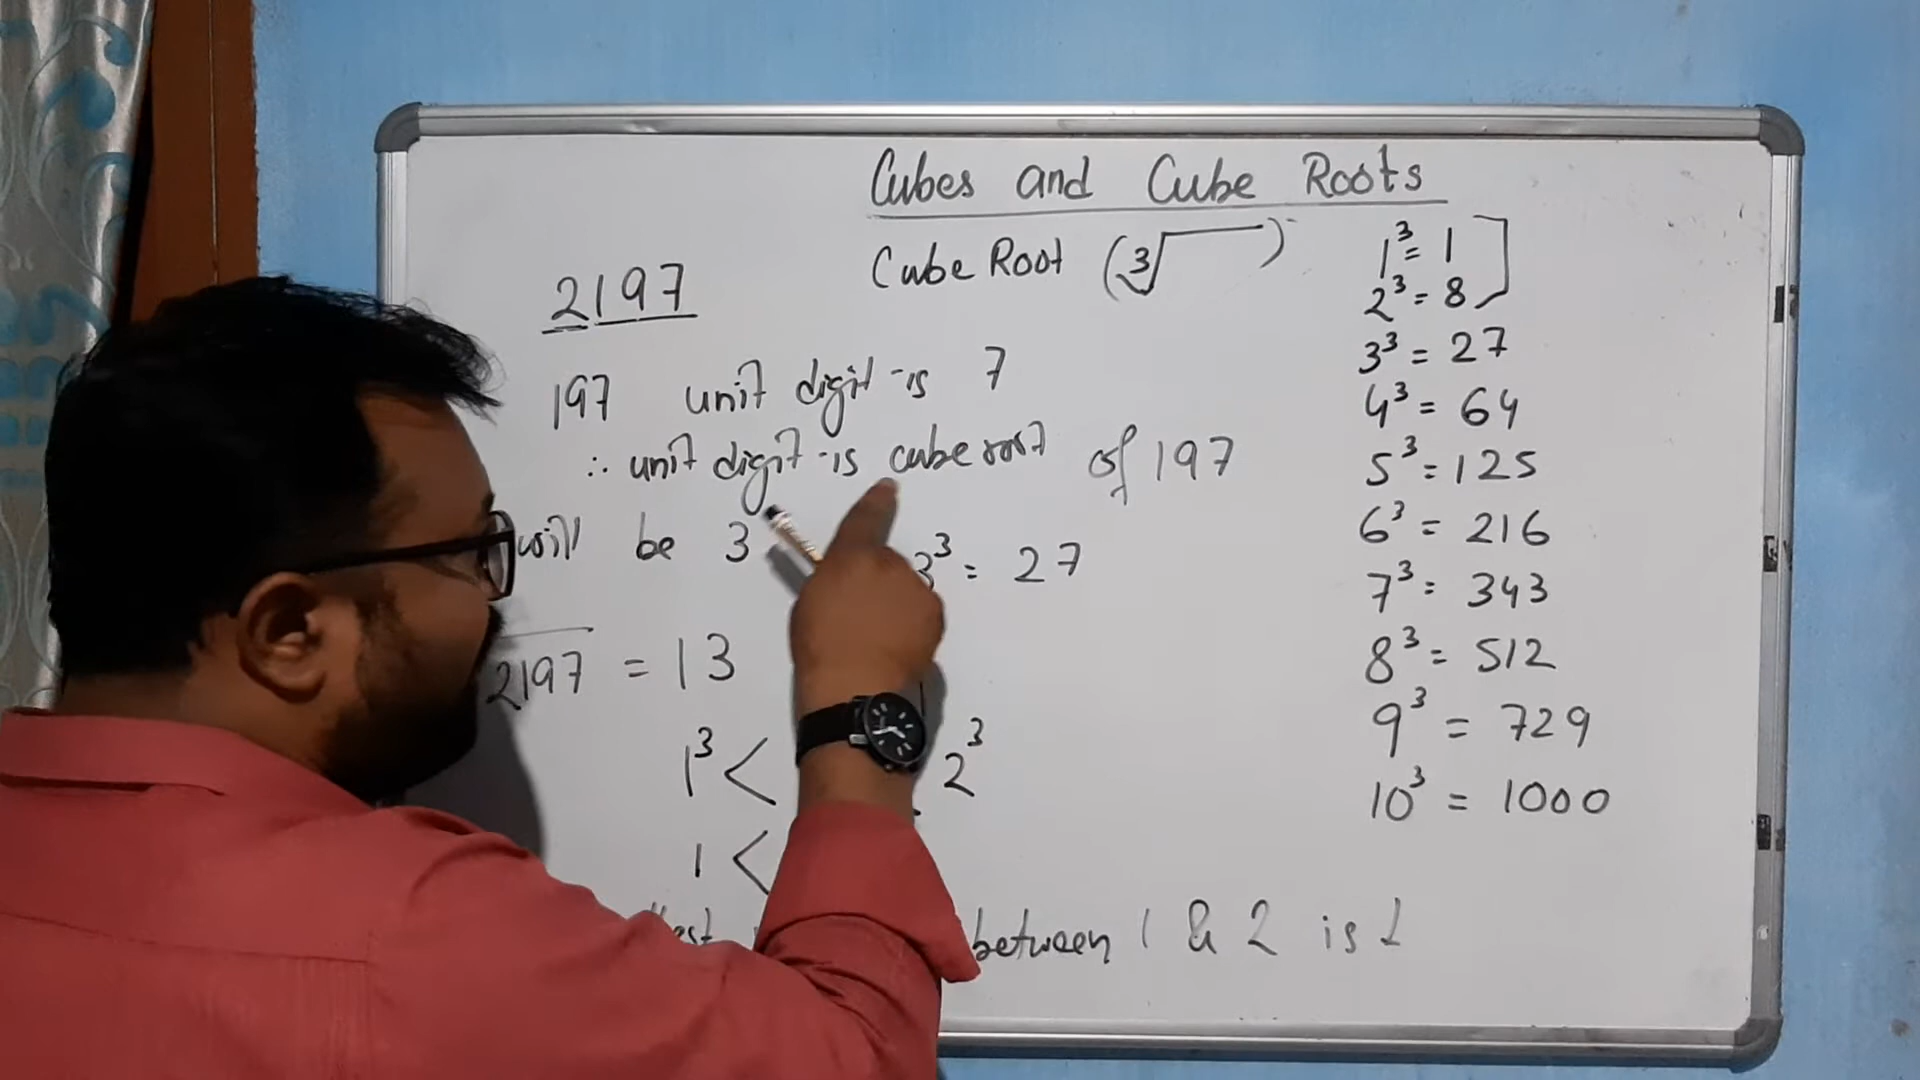 Cubes and Cube Roots
Cube Root (∛ )
2197
197 unit digit is 7
∴ unit digit is cube root of 197
will be 3 3³ = 27
2197 = 13
1³ < 2³
1 <
between 1 & 2 is 1
1³ = 1
2³ = 8
3³ = 27
4³ = 64
5³ = 125
6³ = 216
7³ = 343
8³ = 512
9³ = 729
10³ = 1000